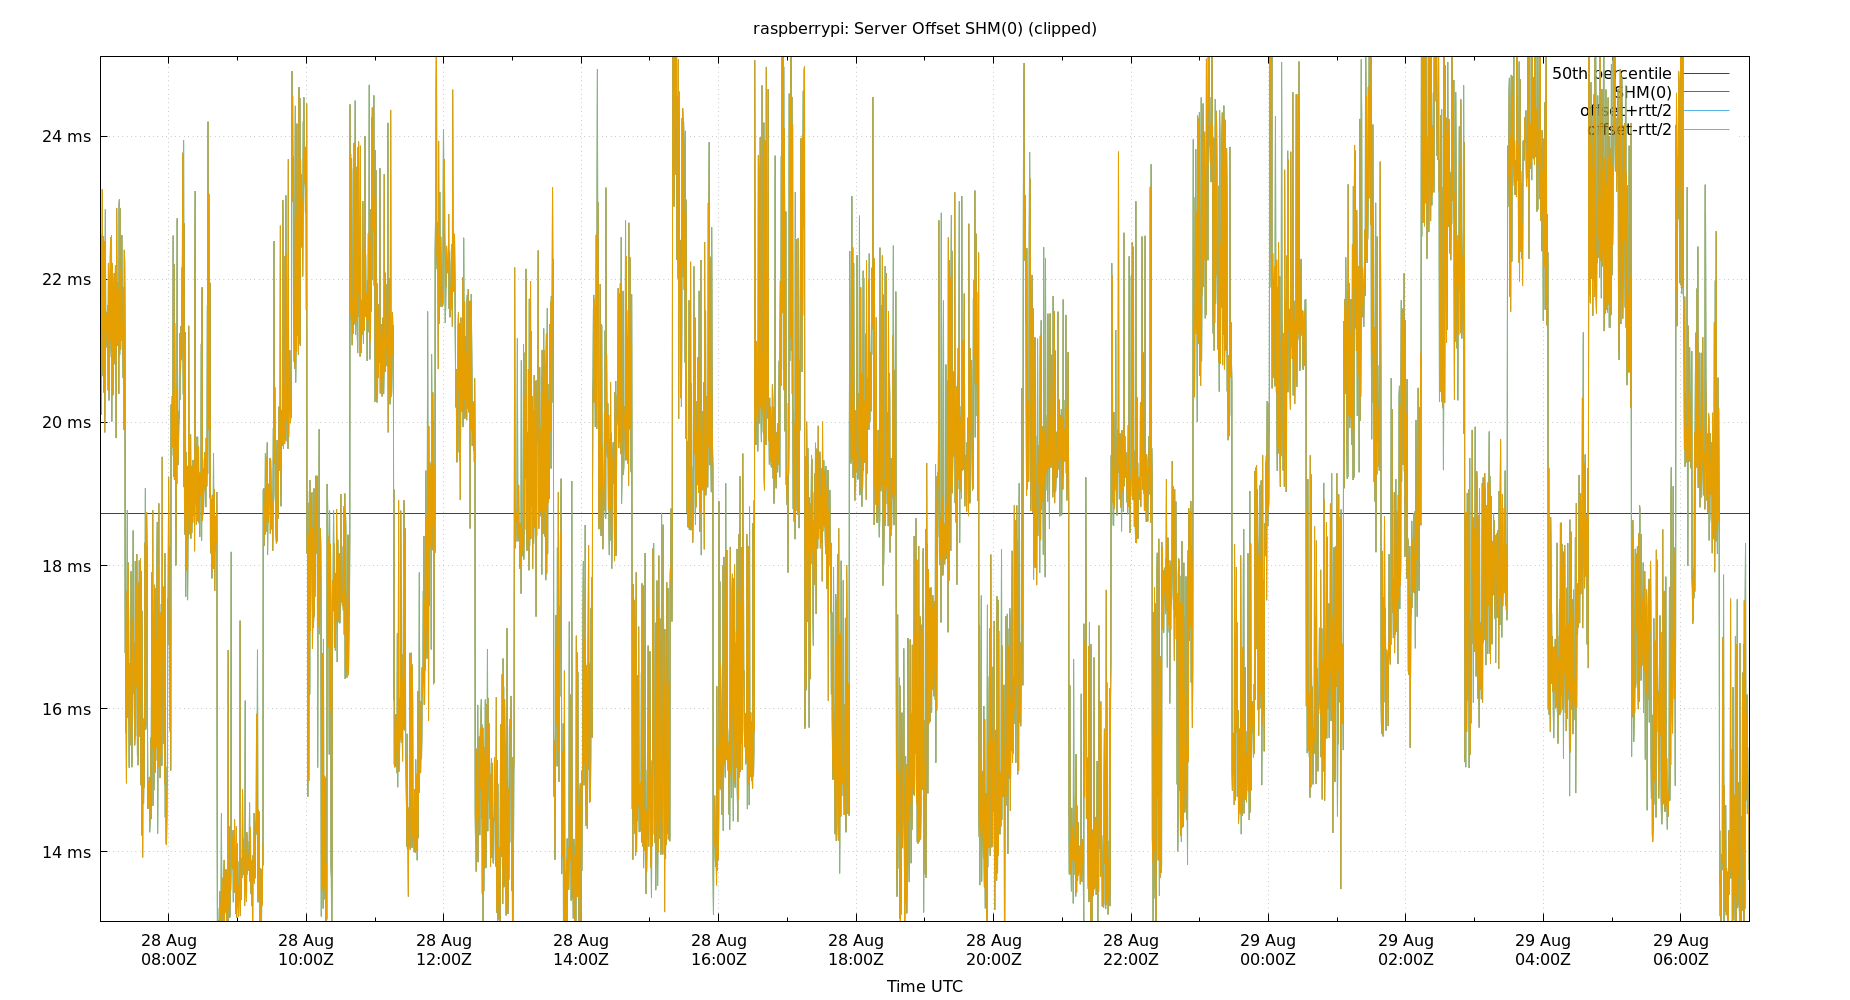 raspberrypi: Server Offset SHM(0) (clipped)
50th percentile
SHM(0)
offset+rtt/2
offset-rtt/2
24 ms
22 ms
20 ms
18 ms
16 ms
14 ms
28 Aug 28 Aug 28 Aug 28 Aug 28 Aug 28 Aug 28 Aug 28 Aug 29 Aug 29 Aug 29 Aug 29 Aug
08:00Z 10:00Z 12:00Z 14:00Z 16:00Z 18:00Z 20:00Z 22:00Z 00:00Z 02:00Z 04:00Z 06:00Z
Time UTC